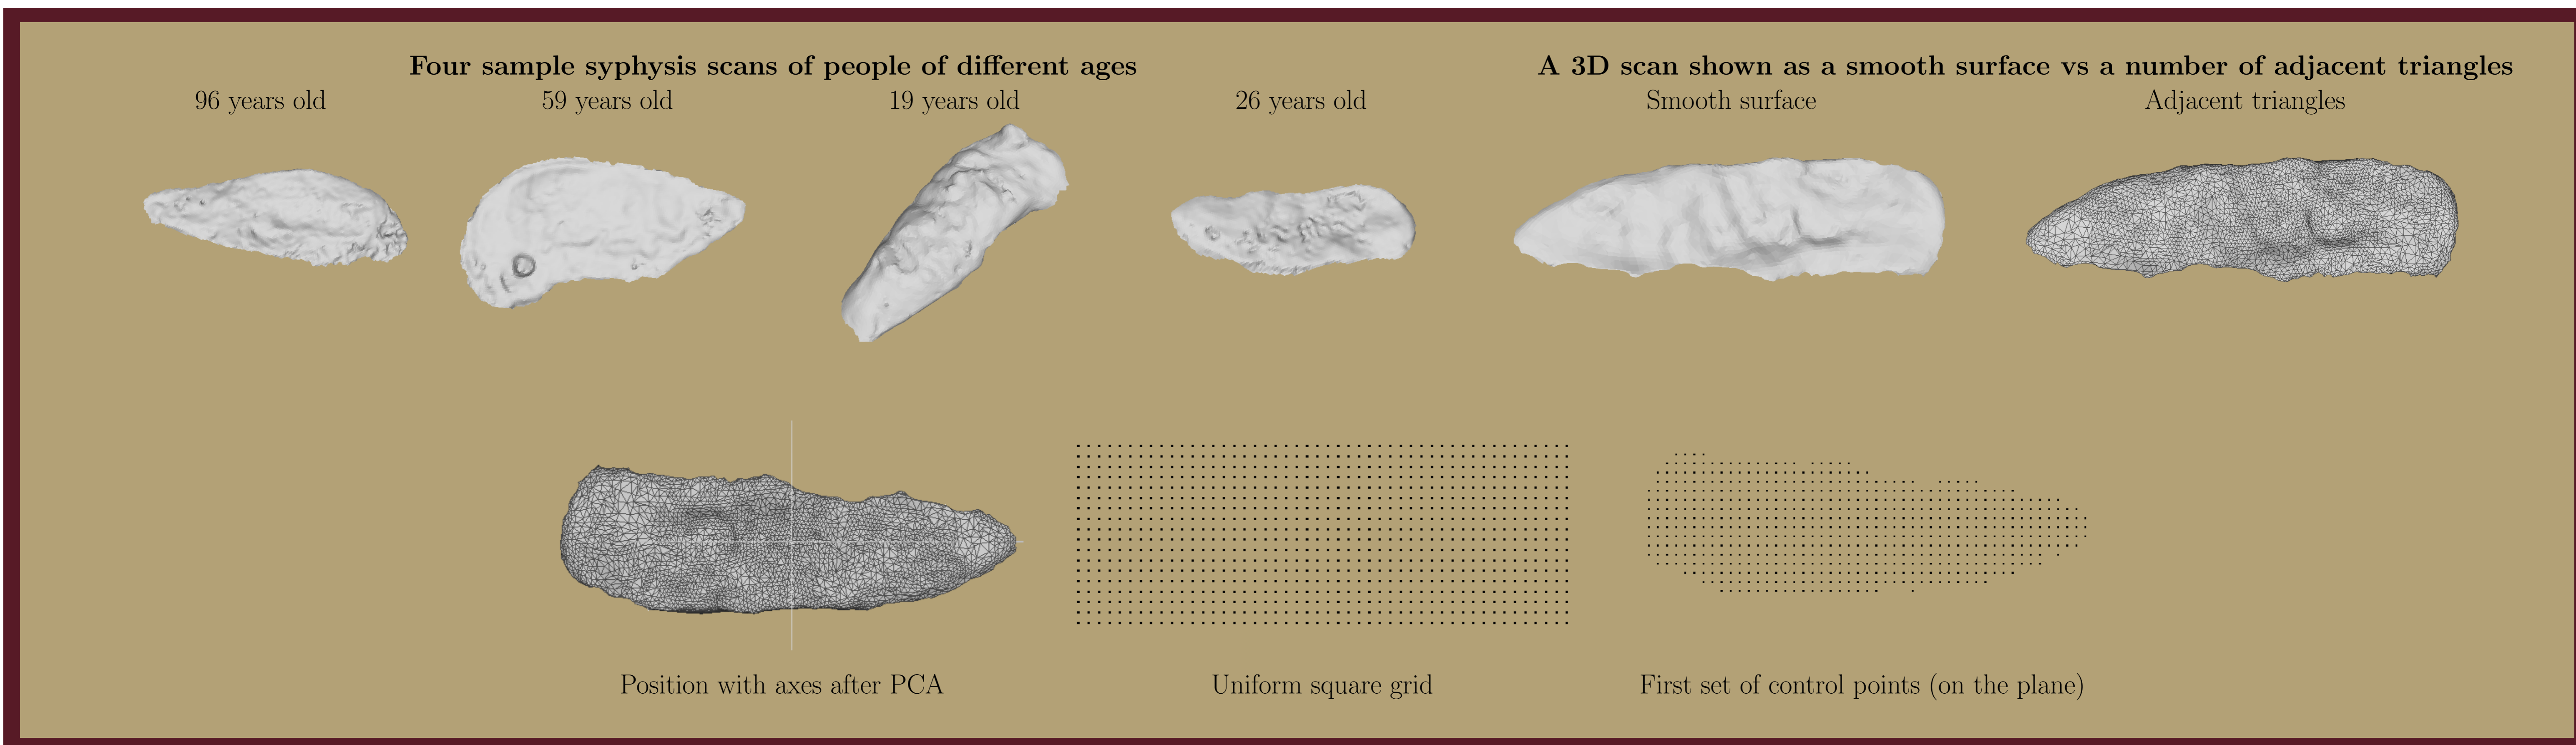 Four sample syphysis scans of people of different ages
96 years old
59 years old
19 years old
26 years old
A 3D scan shown as a smooth surface vs a number of adjacent triangles
Smooth surface
Adjacent triangles
Position with axes after PCA
Uniform square grid
First set of control points (on the plane)